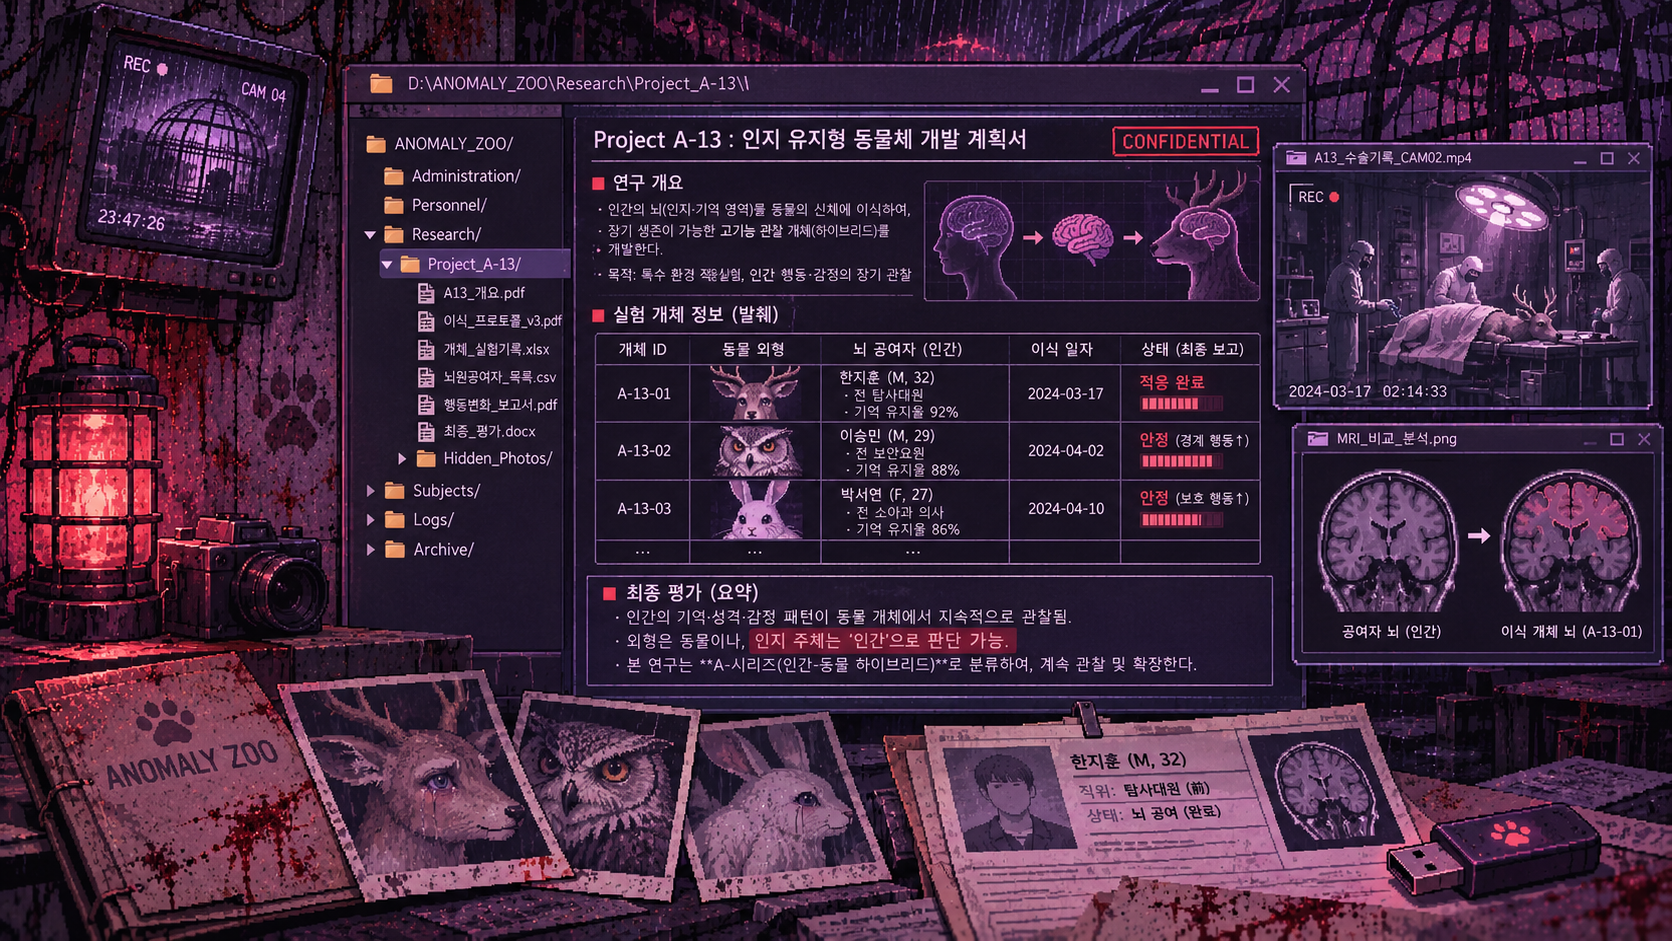 REC
CAM 04
23:47:26
D:\ANOMALY_ZOO\Research\Project_A-13\\
ANOMALY_ZOO/
Administration/
Personnel/
Research/
Project_A-13/
A13_개요.pdf
이식_프로토콜_v3.pdf
개체_실험기록.xlsx
뇌원공여자_목록.csv
행동변화_보고서.pdf
최종_평가.docx
Hidden_Photos/
Subjects/
Logs/
Archive/
Project A-13 : 인지 유지형 동물체 개발 계획서
CONFIDENTIAL
연구 개요
· 인간의 뇌(인지·기억 영역)를 동물의 신체에 이식하여,
· 장기 생존이 가능한 고기능 관찰 개체(하이브리드)를
· 개발한다.
· 목적: 특수 환경 인간 행동·감정의 장기 관찰
실험 개체 정보 (발췌)
개체 ID 동물 외형 뇌 공여자 (인간) 이식 일자 상태 (최종 보고)
A-13-01
한지훈 (M, 32)
· 전 탐사대원
· 기억 유지율 92%
2024-03-17
적응 완료
A-13-02
이승민 (M, 29)
· 전 보안요원
· 기억 유지율 88%
2024-04-02
안정 (경계 행동↑)
A-13-03
박서연 (F, 27)
· 전 소아과 의사
· 기억 유지율 86%
2024-04-10
안정 (보호 행동↑)
... ... ...
최종 평가 (요약)
· 인간의 기억·성격·감정 패턴이 동물 개체에서 지속적으로 관찰됨.
· 외형은 동물이나, 인지 주체는 '인간'으로 판단 가능.
· 본 연구는 **A-시리즈(인간-동물 하이브리드)**로 분류하여, 계속 관찰 및 확장한다.
A13_수술기록_CAM02.mp4
REC
2024-03-17 02:14:33
MRI_비교_분석.png
공여자 뇌 (인간)
이식 개체 뇌 (A-13-01)
ANOMALY ZOO
한지훈 (M, 32)
직위: 탐사대원 (前)
상태: 뇌 공여 (완료)